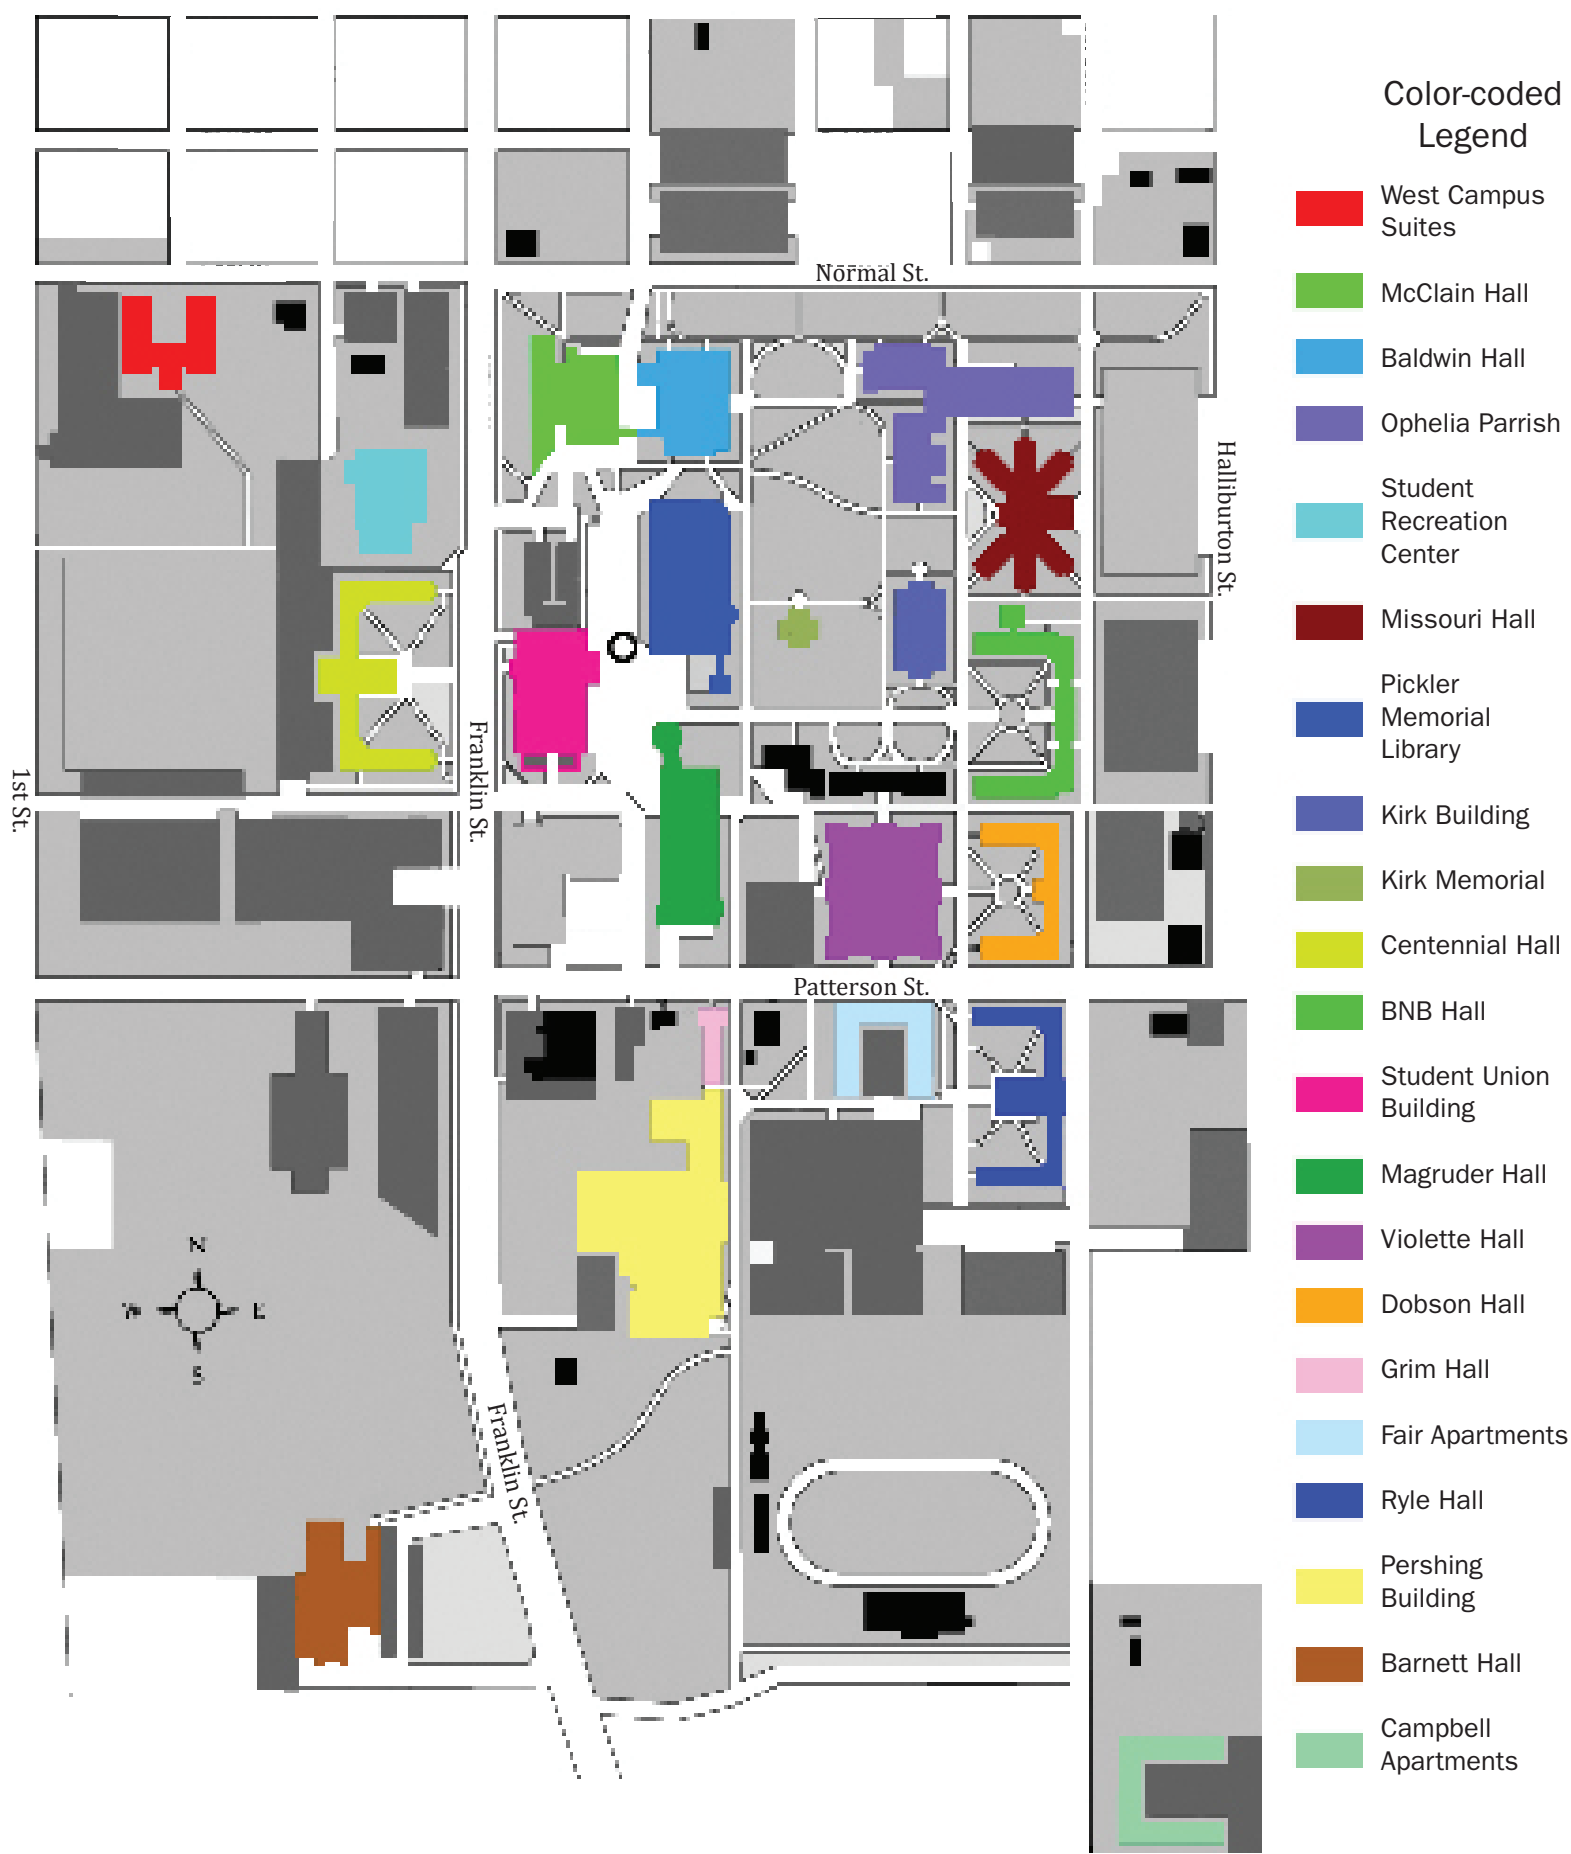 Color-coded
Legend
West Campus
Suites
McClain Hall
Baldwin Hall
Ophelia Parrish
Student
Recreation
Center
Missouri Hall
Pickler
Memorial
Library
Kirk Building
Kirk Memorial
Centennial Hall
BNB Hall
Student Union
Building
Magruder Hall
Violette Hall
Dobson Hall
Grim Hall
Fair Apartments
Ryle Hall
Pershing
Building
Barnett Hall
Campbell
Apartments
Normal St.
Halliburton St.
Franklin St.
1st St.
Patterson St.
N
E
S
Franklin St.